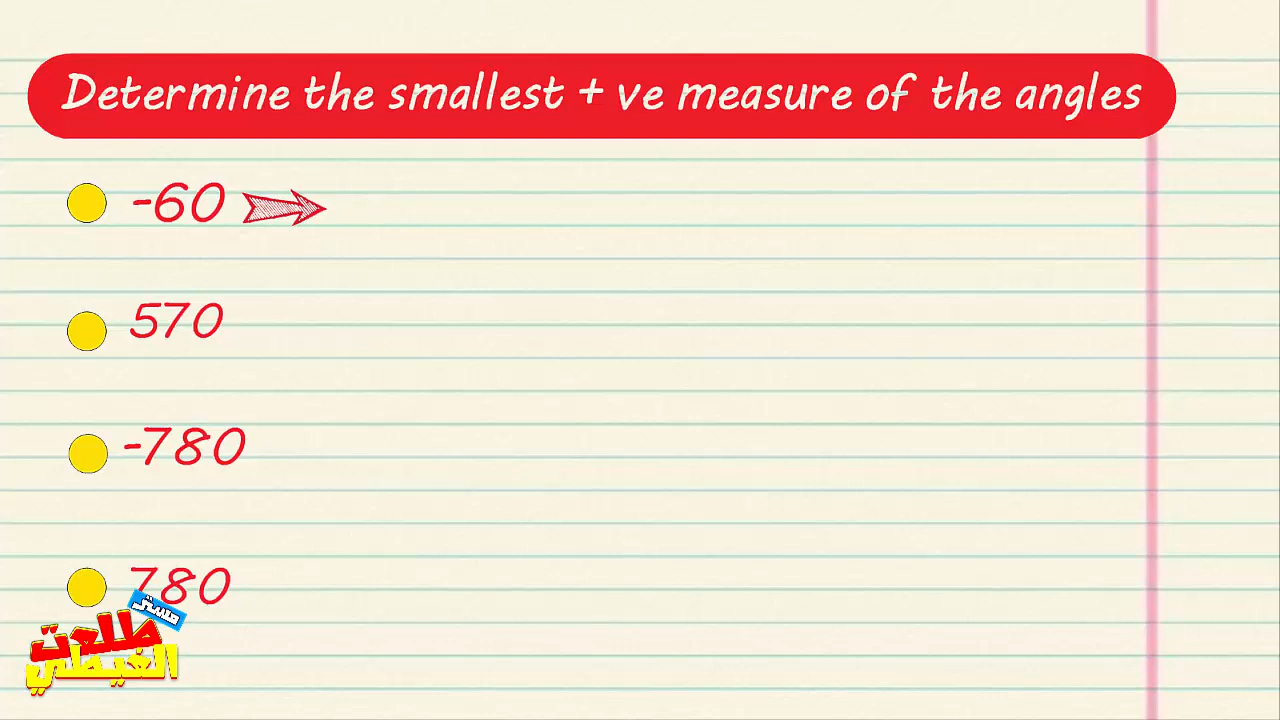 Determine the smallest + ve measure of the angles
-60
570
-780
780
مستر
طلعت
الغيطي